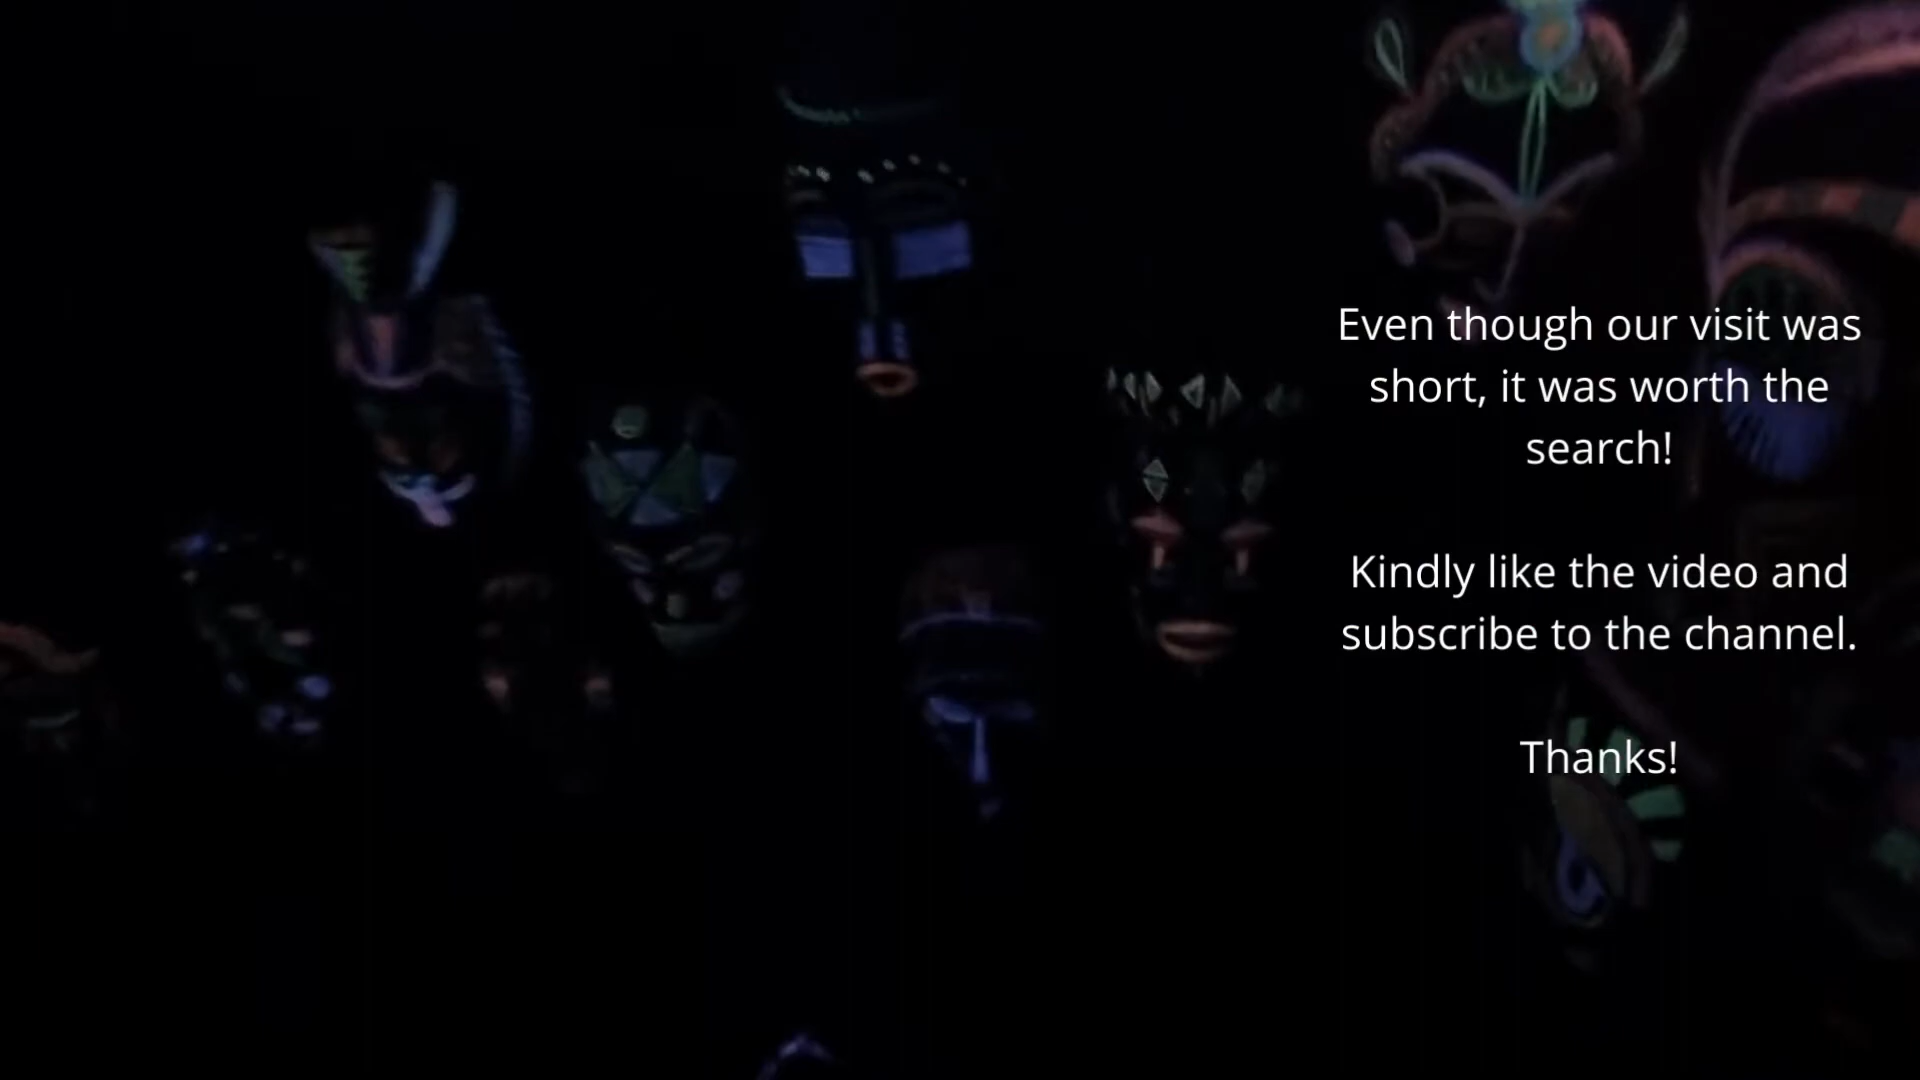 Even though our visit was
short, it was worth the
search!
Kindly like the video and
subscribe to the channel.
Thanks!